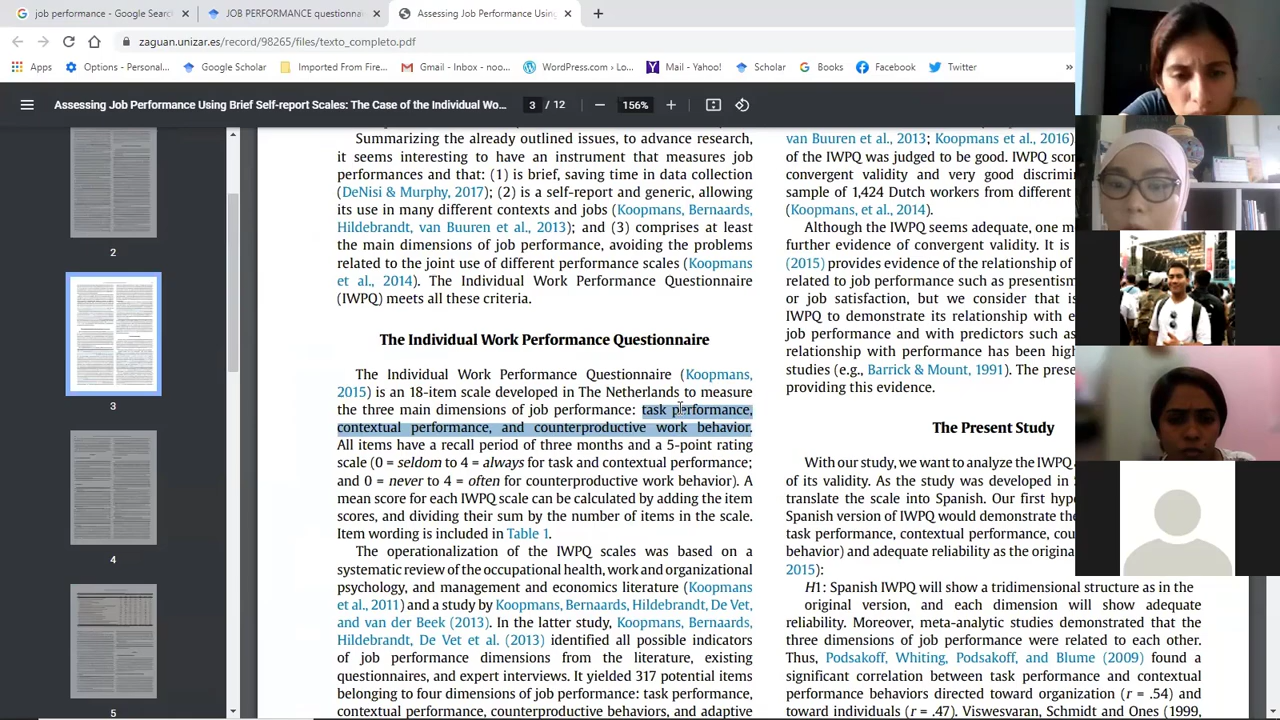 job performance - Google Search
JOB PERFORMANCE questionnai
Assessing Job Performance Using
zaguan.unizar.es/record/98265/files/texto_completo.pdf
Apps
Options - Personal...
Google Scholar
Imported From Fire...
Gmail - Inbox - noo...
WordPress.com › Lo...
Mail - Yahoo!
Scholar
Books
Facebook
Twitter
»
Assessing Job Performance Using Brief Self-report Scales: The Case of the Individual Wo...
3 / 12
156%
2
3
4
5
Summarizing the already outlined issues, to advance research,
it seems interesting to have an instrument that measures job
performances and that: (1) is brief, saving time in data collection
(DeNisi & Murphy, 2017); (2) is a self-report and generic, allowing
its use in many different contexts and jobs (Koopmans, Bernaards,
Hildebrandt, van Buuren et al., 2013); and (3) comprises at least
the main dimensions of job performance, avoiding the problems
related to the joint use of different performance scales (Koopmans
et al., 2014). The Individual Work Performance Questionnaire
(IWPQ) meets all these criteria.
The Individual Work Performance Questionnaire
The Individual Work Performance Questionnaire (Koopmans,
2015) is an 18-item scale developed in The Netherlands to measure
the three main dimensions of job performance: task performance,
contextual performance, and counterproductive work behavior.
All items have a recall period of 3 months and a 5-point rating
scale (0 = seldom to 4 = always for task and contextual performance;
and 0 = never to 4 = often for counterproductive work behavior). A
mean score for each IWPQ scale can be calculated by adding the item
scores, and dividing their sum by the number of items in the scale.
Item wording is included in Table 1.
The operationalization of the IWPQ scales was based on a
systematic review of the occupational health, work and organizational
psychology, and management and economics literature (Koopmans
et al., 2011) and a study by Koopmans, Bernaards, Hildebrandt, De Vet,
and van der Beek (2013). In the latter study, Koopmans, Bernaards,
Hildebrandt, De Vet et al. 2013) identified all possible indicators
of job performance dimensions from the literature, existing
questionnaires, and expert interviews. It yielded 317 potential items
belonging to four dimensions of job performance: task performance,
contextual performance, counterproductive behaviors, and adaptive
van Buuren et al., 2013; Koopmans et al., 2016)
of the IWPQ was judged to be good. IWPQ scor
convergent validity and very good discrimin
sample of 1,424 Dutch workers from different
(Koopmans, et al., 2014).
Although the IWPQ seems adequate, one m
further evidence of convergent validity. It is
(2015) provides evidence of the relationship of
related to job performance such as presentism
or job satisfaction, but we consider that is
IWPQ to demonstrate its relationship with e
job performance and with predictors such as
relationship with performance has been high
studies (e.g., Barrick & Mount, 1991). The prese
providing this evidence.
The Present Study
With our study, we want to analyze the IWPQ
of its validity. As the study was developed in S
translate the scale into Spanish. Our first hypo
Spanish version of IWPQ would demonstrate the
task performance, contextual performance, cou
behavior) and adequate reliability as the origina
2015):
H1: Spanish IWPQ will show a tridimensional structure as in the
original version, and each dimension will show adequate
reliability. Moreover, meta-analytic studies demonstrated that the
three dimensions of job performance were related to each other.
Thus, Podsakoff, Whiting, Podsakoff, and Blume (2009) found a
significant correlation between task performance and contextual
performance behaviors directed toward organization (r = .54) and
toward individuals (r = .47). Viswesvaran, Schmidt and Ones (1999,